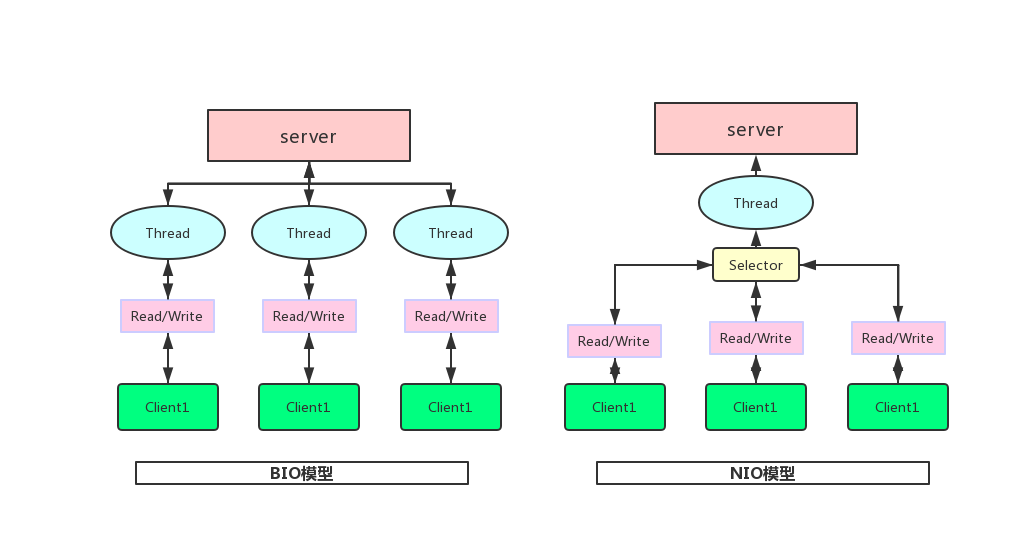 server
Thread
Thread
Thread
Read/Write
Read/Write
Read/Write
Client1
Client1
Client1
BIO模型
server
Thread
Selector
Read/Write
Read/Write
Read/Write
Client1
Client1
Client1
NIO模型